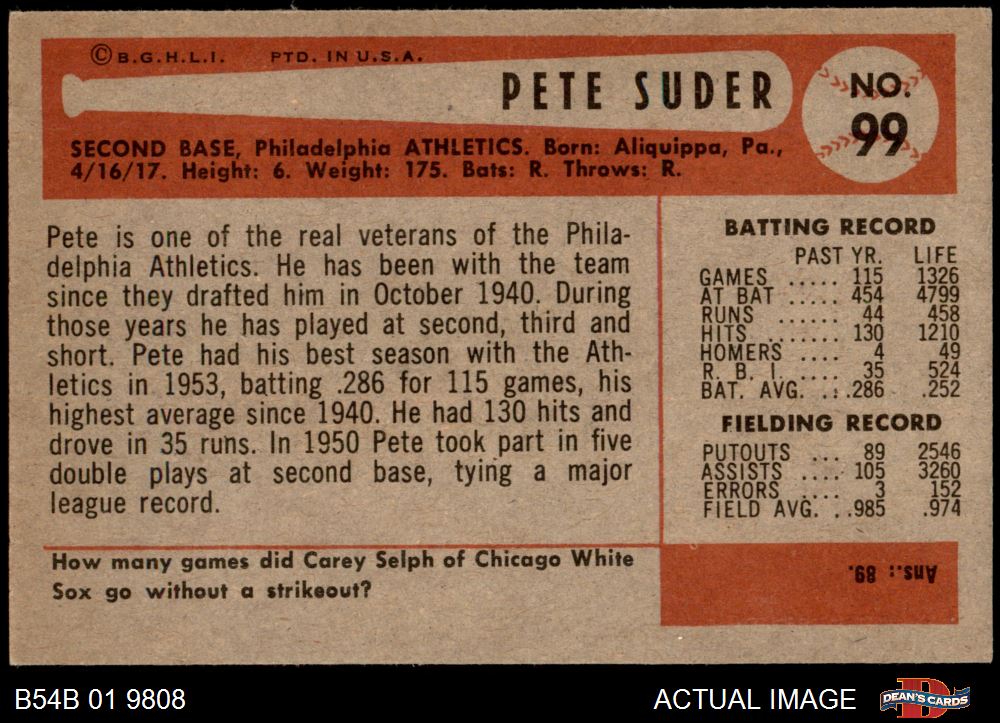 © B.G.H.L.I. PTD. IN U.S.A.
PETE SUDER
NO.
99
SECOND BASE, Philadelphia ATHLETICS. Born: Aliquippa, Pa.,
4/16/17. Height: 6. Weight: 175. Bats: R. Throws: R.
Pete is one of the real veterans of the Phila-
delphia Athletics. He has been with the team
since they drafted him in October 1940. During
those years he has played at second, third and
short. Pete had his best season with the Ath-
letics in 1953, batting .286 for 115 games, his
highest average since 1940. He had 130 hits and
drove in 35 runs. In 1950 Pete took part in five
double plays at second base, tying a major
league record.
BATTING RECORD
PAST YR. LIFE
GAMES ..... 115 1326
AT BAT ..... 454 4799
RUNS ...... 44 458
HITS ....... 130 1210
HOMERS .... 4 49
R. B. I. .... 35 524
BAT. AVG. ...286 .252
FIELDING RECORD
PUTOUTS ... 89 2546
ASSISTS .... 105 3260
ERRORS .... 3 152
FIELD AVG. ..985 .974
How many games did Carey Selph of Chicago White
Sox go without a strikeout?
Ans.: 89.
B54B 01 9808
ACTUAL IMAGE
D
DEAN'S CARDS